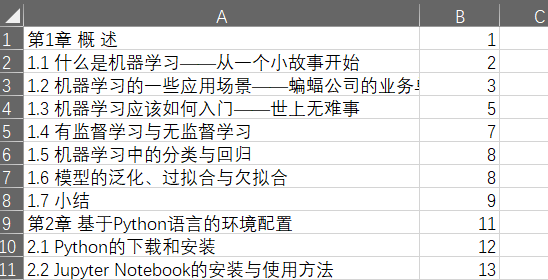 A B C
1 第1章 概 述 1
2 1.1 什么是机器学习——从一个小故事开始 2
3 1.2 机器学习的一些应用场景——蝙蝠公司的业务 3
4 1.3 机器学习应该如何入门——世上无难事 5
5 1.4 有监督学习与无监督学习 7
6 1.5 机器学习中的分类与回归 8
7 1.6 模型的泛化、过拟合与欠拟合 8
8 1.7 小结 9
9 第2章 基于Python语言的环境配置 11
10 2.1 Python的下载和安装 12
11 2.2 Jupyter Notebook的安装与使用方法 13